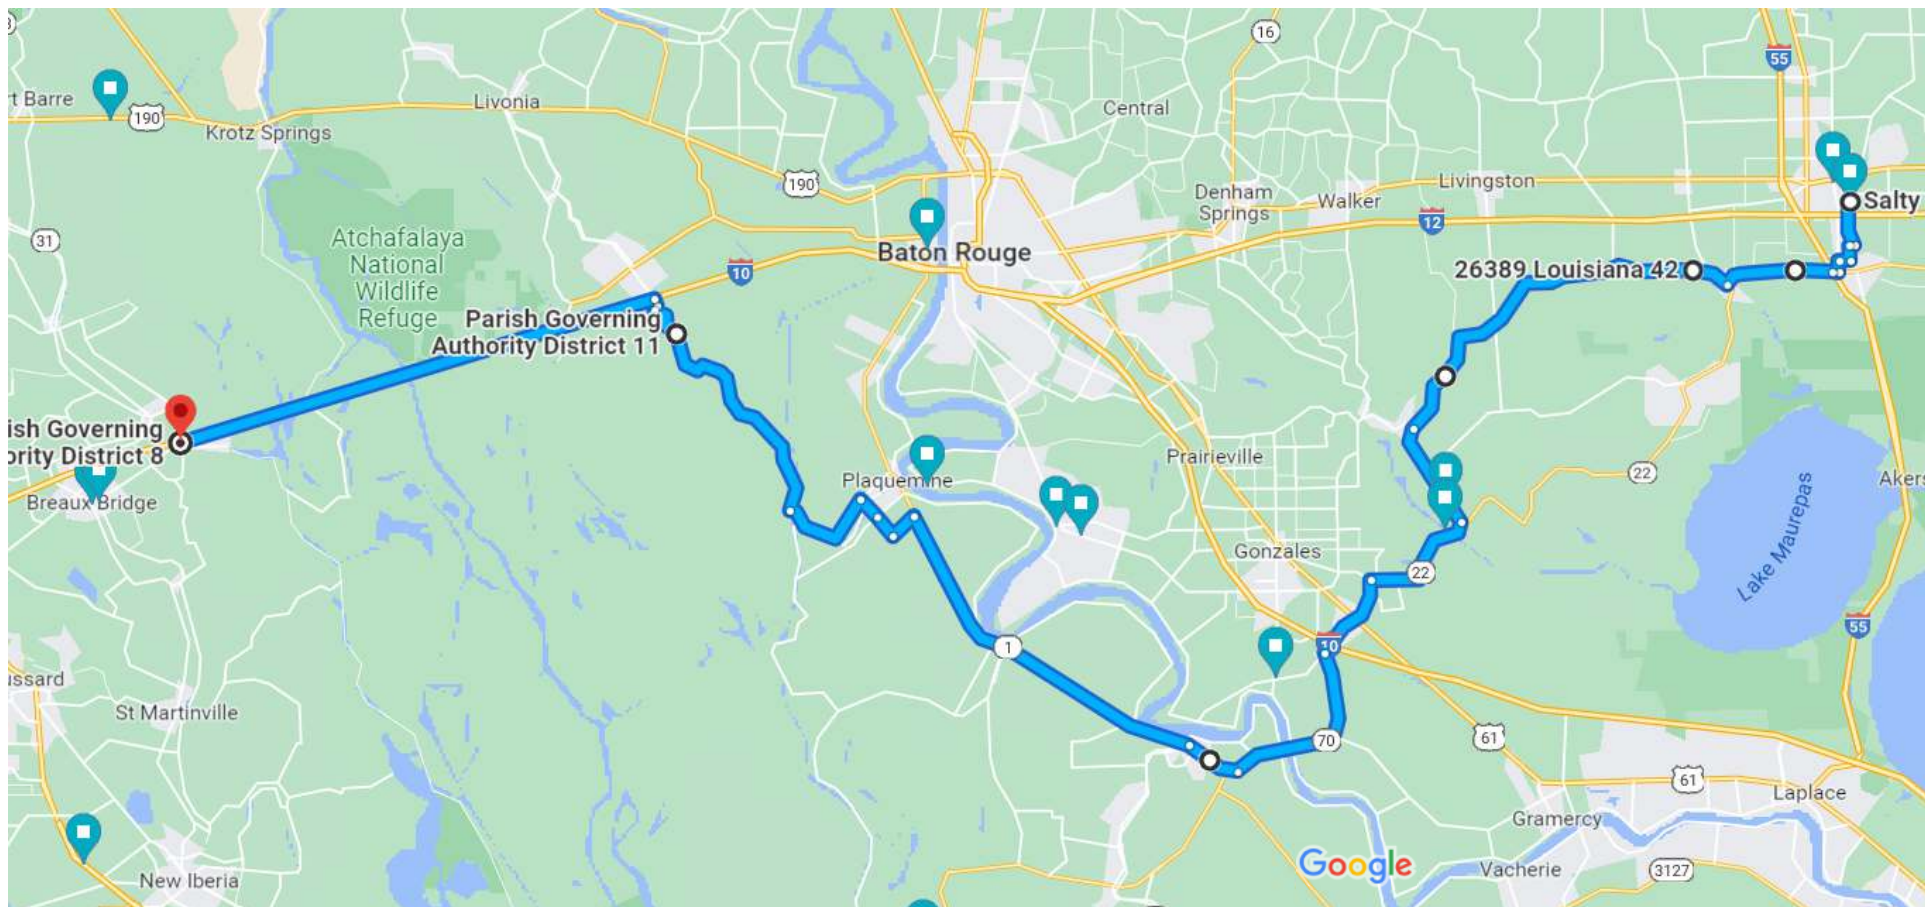 16
55
Central
rt Barre
190
Livonia
Krotz Springs
190
Livingston
Denham
Springs
Walker
Salty
12
31
Atchafalaya
National
Wildlife
Refuge
10
Baton Rouge
26389 Louisiana 42
Parish Governing
Authority District 11
ish Governing
ority District 8
Breaux Bridge
Plaquemine
Prairieville
22
Akers
Lake Maurepas
Gonzales
22
10
55
1
ussard
St Martinville
70
61
61
Laplace
Gramercy
Google
Vacherie
3127
New Iberia